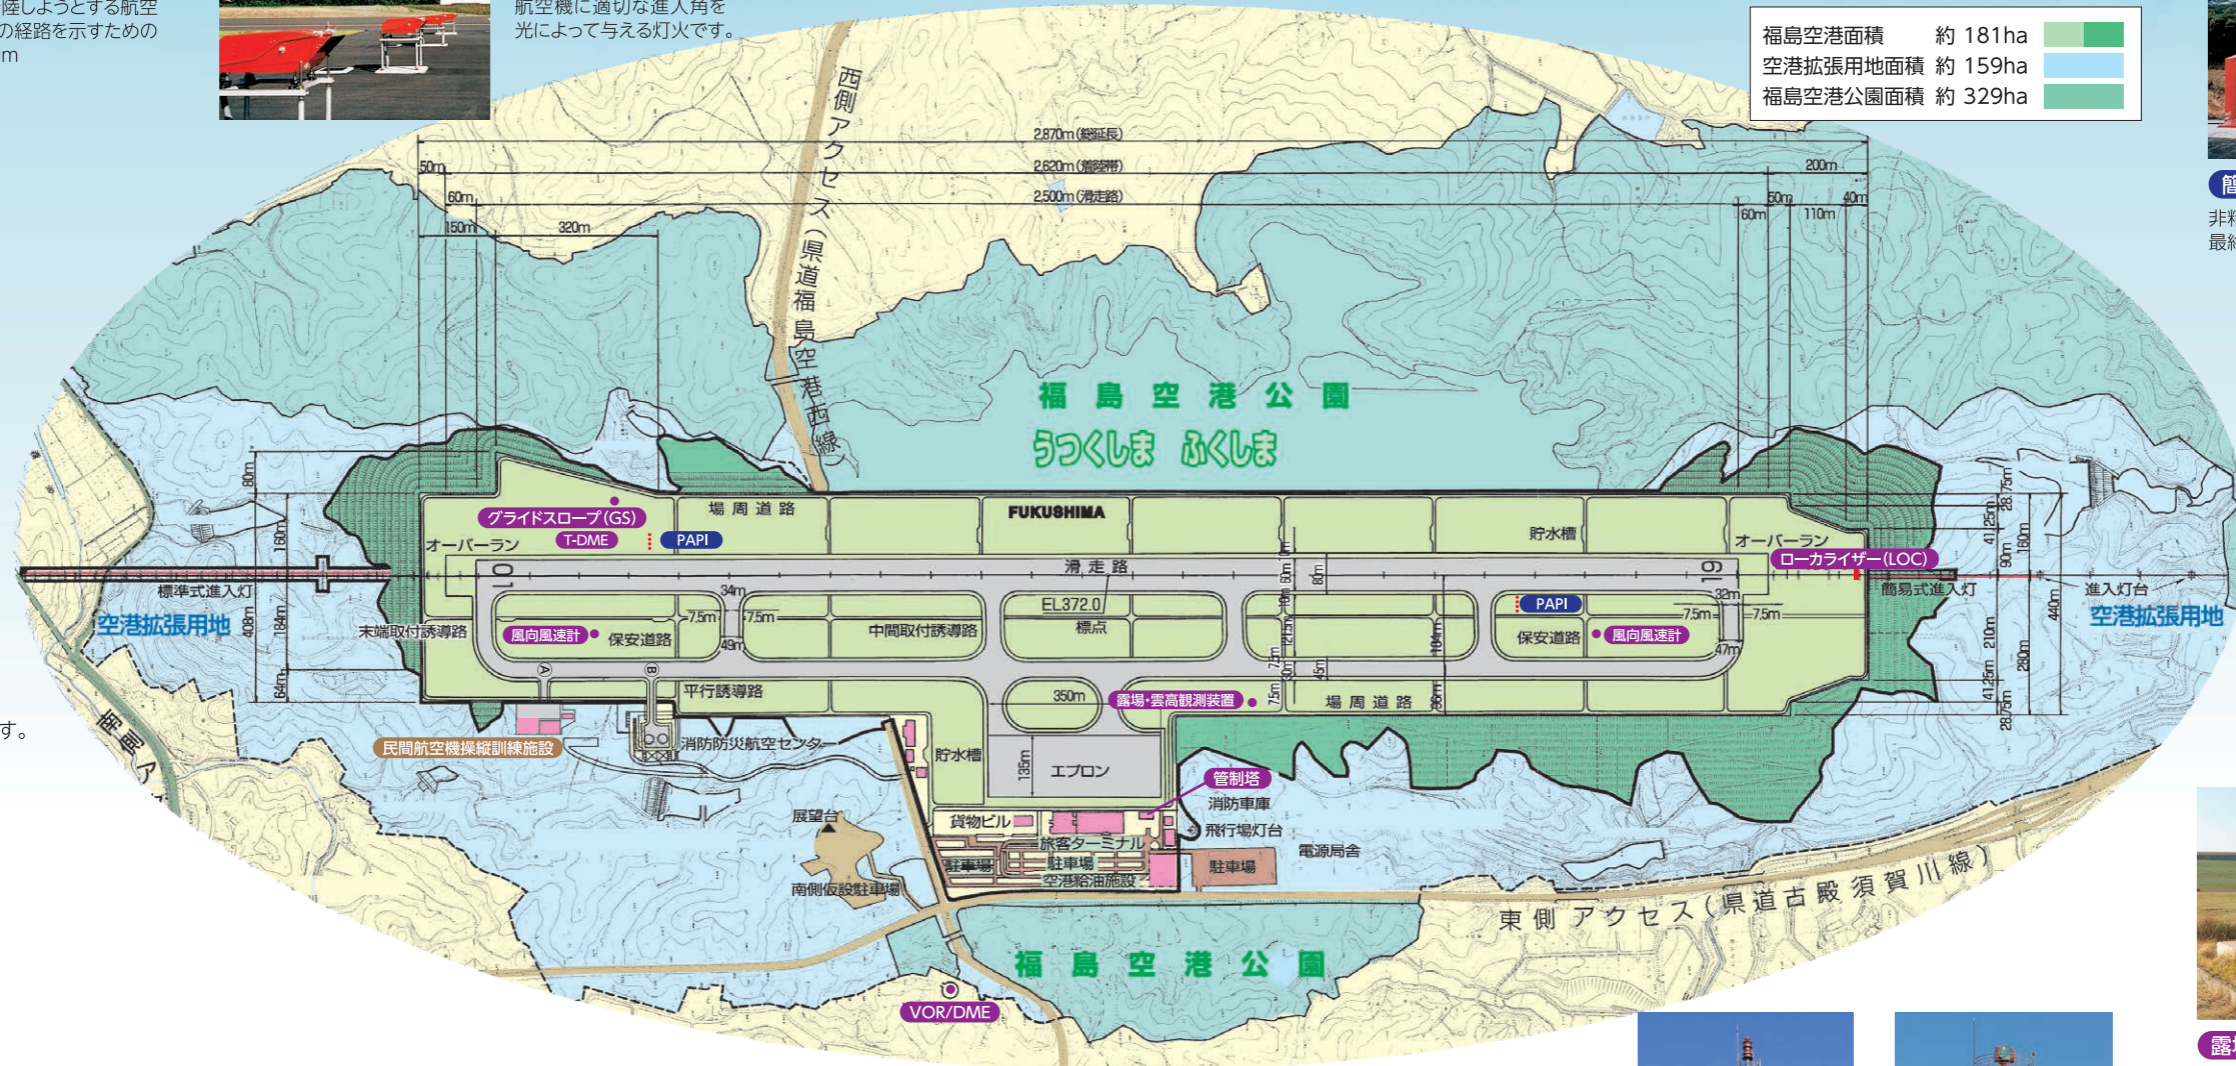 陸しようとする航空
の経路を示すための
m
航空機に適切な進入角を
光によって与える灯火です。
福島空港面積 約 181ha
空港拡張用地面積 約 159ha
福島空港公園面積 約 329ha
簡
非精
最終
西側アクセス(県道福島空港西線)
2,870m(総延長)
50m
2,620m(着陸帯)
200m
60m
2,500m(滑走路)
50m
40m
60m
110m
150m
320m
福島空港公園
うつくしま ふくしま
80m
160m
408m
184m
64m
グライドスロープ(GS)
T-DME
PAPI
場周道路
FUKUSHIMA
貯水槽
オーバーラン
オーバーラン
ローカライザー(LOC)
標準式進入灯
01
滑走路
60m
80m
19
簡易式進入灯
進入灯台
空港拡張用地
空港拡張用地
34m
EL372.0
PAPI
32m
7.5m
7.5m
7.5m
7.5m
末端取付誘導路
風向風速計
保安道路
中間取付誘導路
標点
保安道路
風向風速計
49m
47m
A
B
平行誘導路
350m
露場・雲高観測装置
7.5m
30m
45m
7.5m
場周道路
28.75m
41.25m
90m
160m
440m
210m
280m
41.25m
28.75m
南側ア
す。
民間航空機操縦訓練施設
消防防災航空センター
貯水槽
135m
エプロン
管制塔
消防車庫
展望台
貨物ビル
飛行場灯台
旅客ターミナル
電源局舎
駐車場
駐車場
駐車場
空港給油施設
南側仮設駐車場
東側アクセス(県道古殿須賀川線)
福島空港公園
VOR/DME
露場